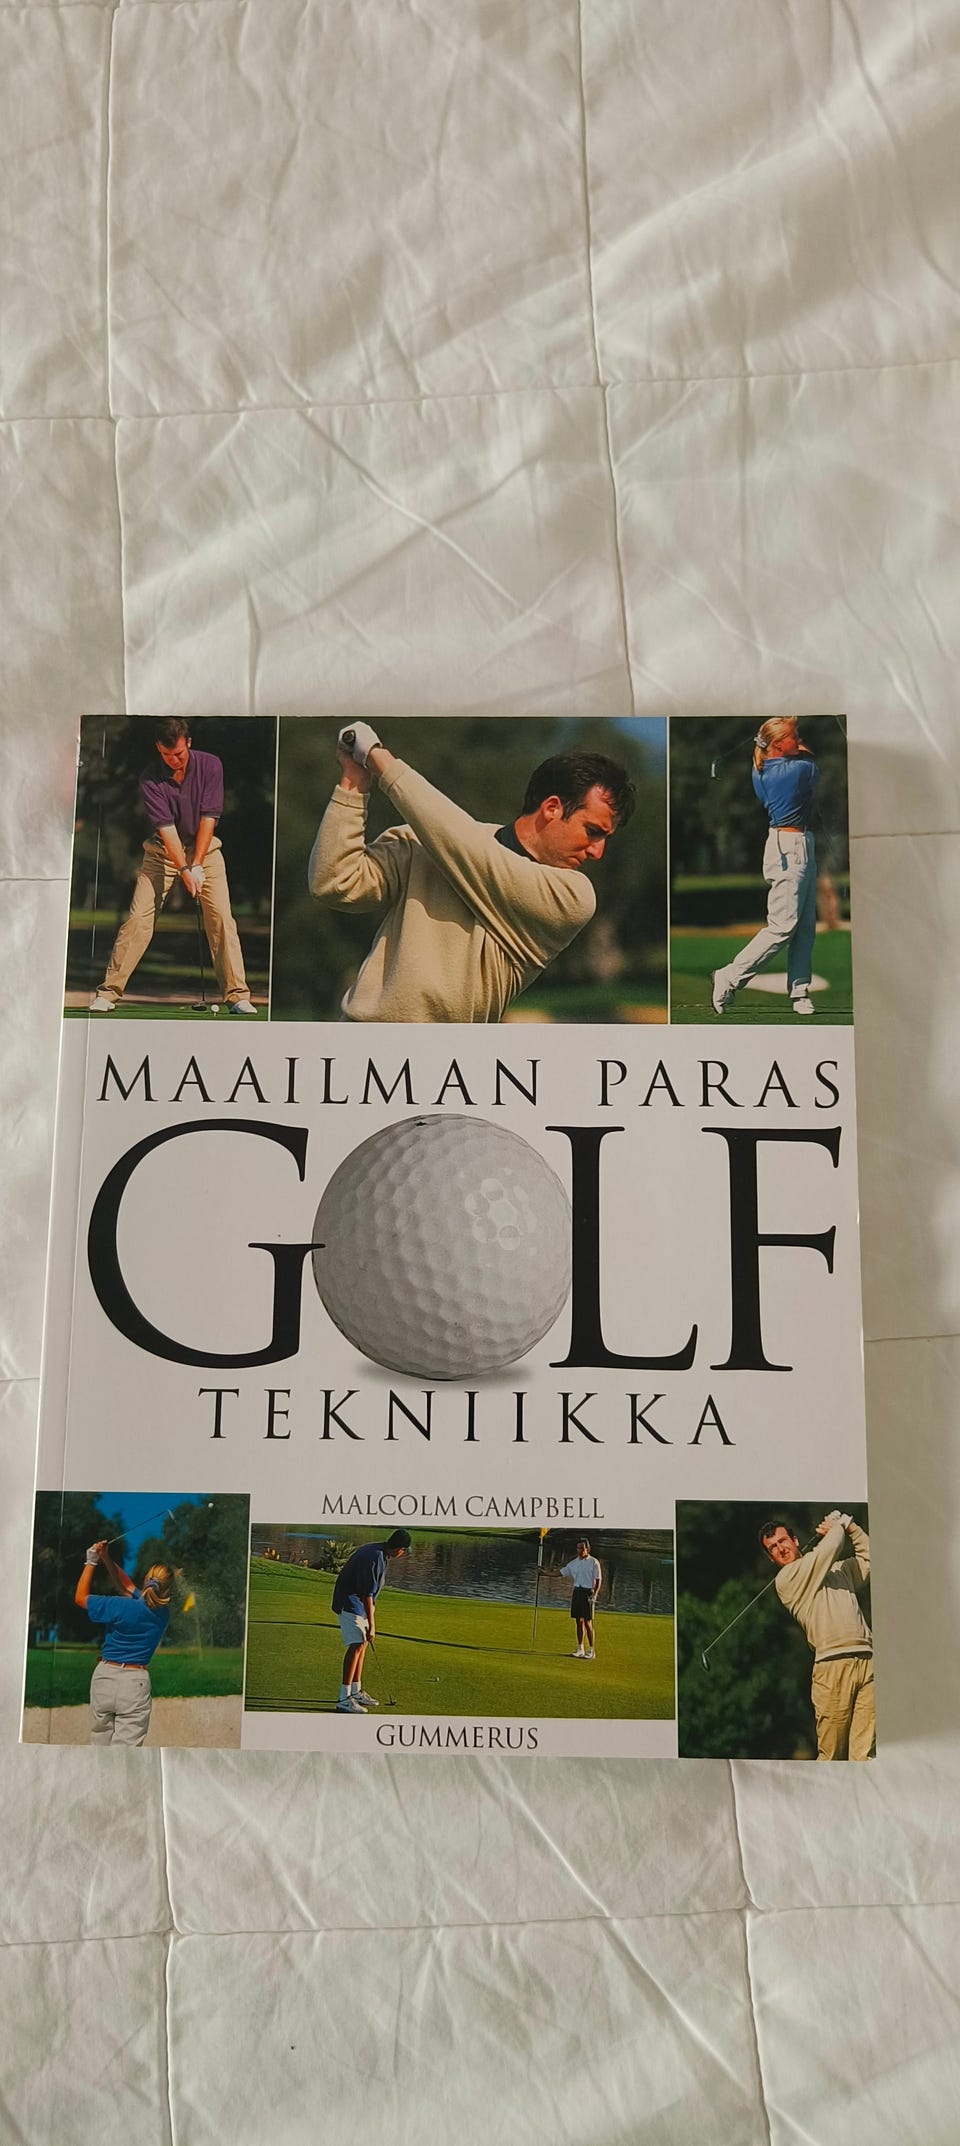 MAAILMAN PARAS
GOLF
TEKNIIKKA
MALCOLM CAMPBELL
GUMMERUS